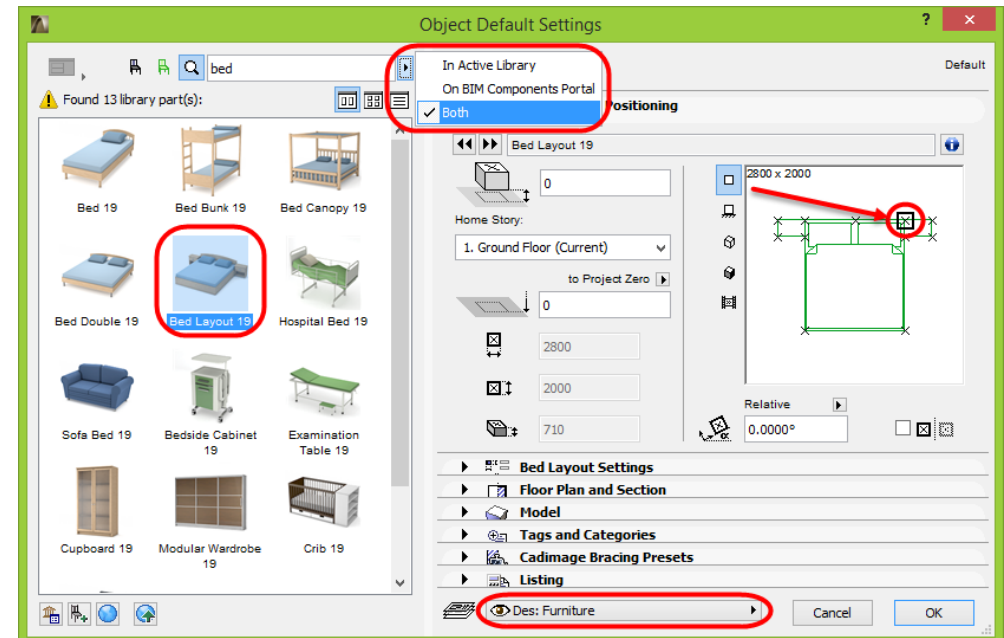 Object Default Settings
?
bed
Default
Found 13 library part(s):
In Active Library
On BIM Components Portal
Both
Positioning
Bed Layout 19
Bed 19
Bed Bunk 19
Bed Canopy 19
0
2800 x 2000
Home Story:
1. Ground Floor (Current)
to Project Zero
0
Bed Double 19
Bed Layout 19
Hospital Bed 19
2800
2000
710
Relative
0.0000°
Sofa Bed 19
Bedside Cabinet
19
Examination
Table 19
Bed Layout Settings
Floor Plan and Section
Model
Tags and Categories
Cadimage Bracing Presets
Listing
Cupboard 19
Modular Wardrobe
19
Crib 19
Des: Furniture
Cancel
OK